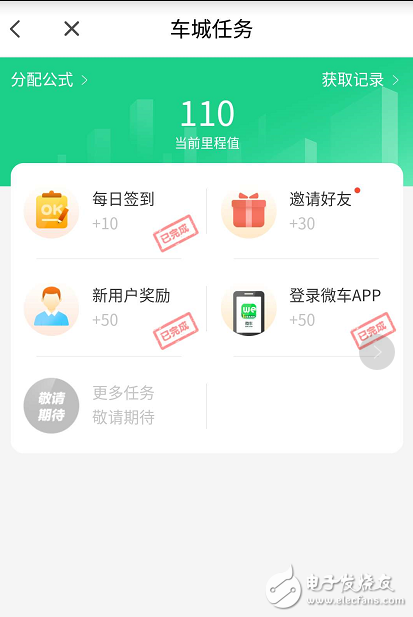 车城任务
分配公式
获取记录
110
当前里程值
每日签到
+10
已完成
邀请好友
+30
新用户奖励
+50
已完成
登录微车APP
+50
已完成
敬请
期待
更多任务
敬请期待
OK
We
电子发烧友
www.elecfans.com